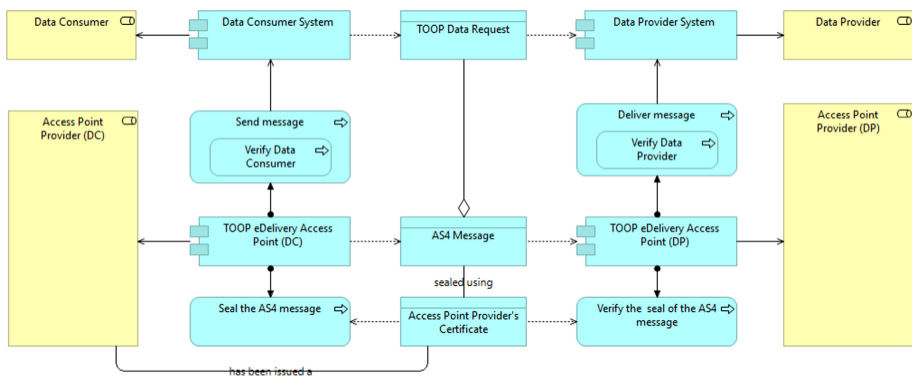 Data Consumer
Data Consumer System
TOOP Data Request
Data Provider System
Data Provider
Access Point
Provider (DC)
Send message
Verify Data
Consumer
Deliver message
Verify Data
Provider
Access Point
Provider (DP)
TOOP eDelivery Access
Point (DC)
AS4 Message
TOOP eDelivery Access
Point (DP)
sealed using
Seal the AS4 message
Access Point Provider's
Certificate
Verify the seal of the AS4
message
has been issued a